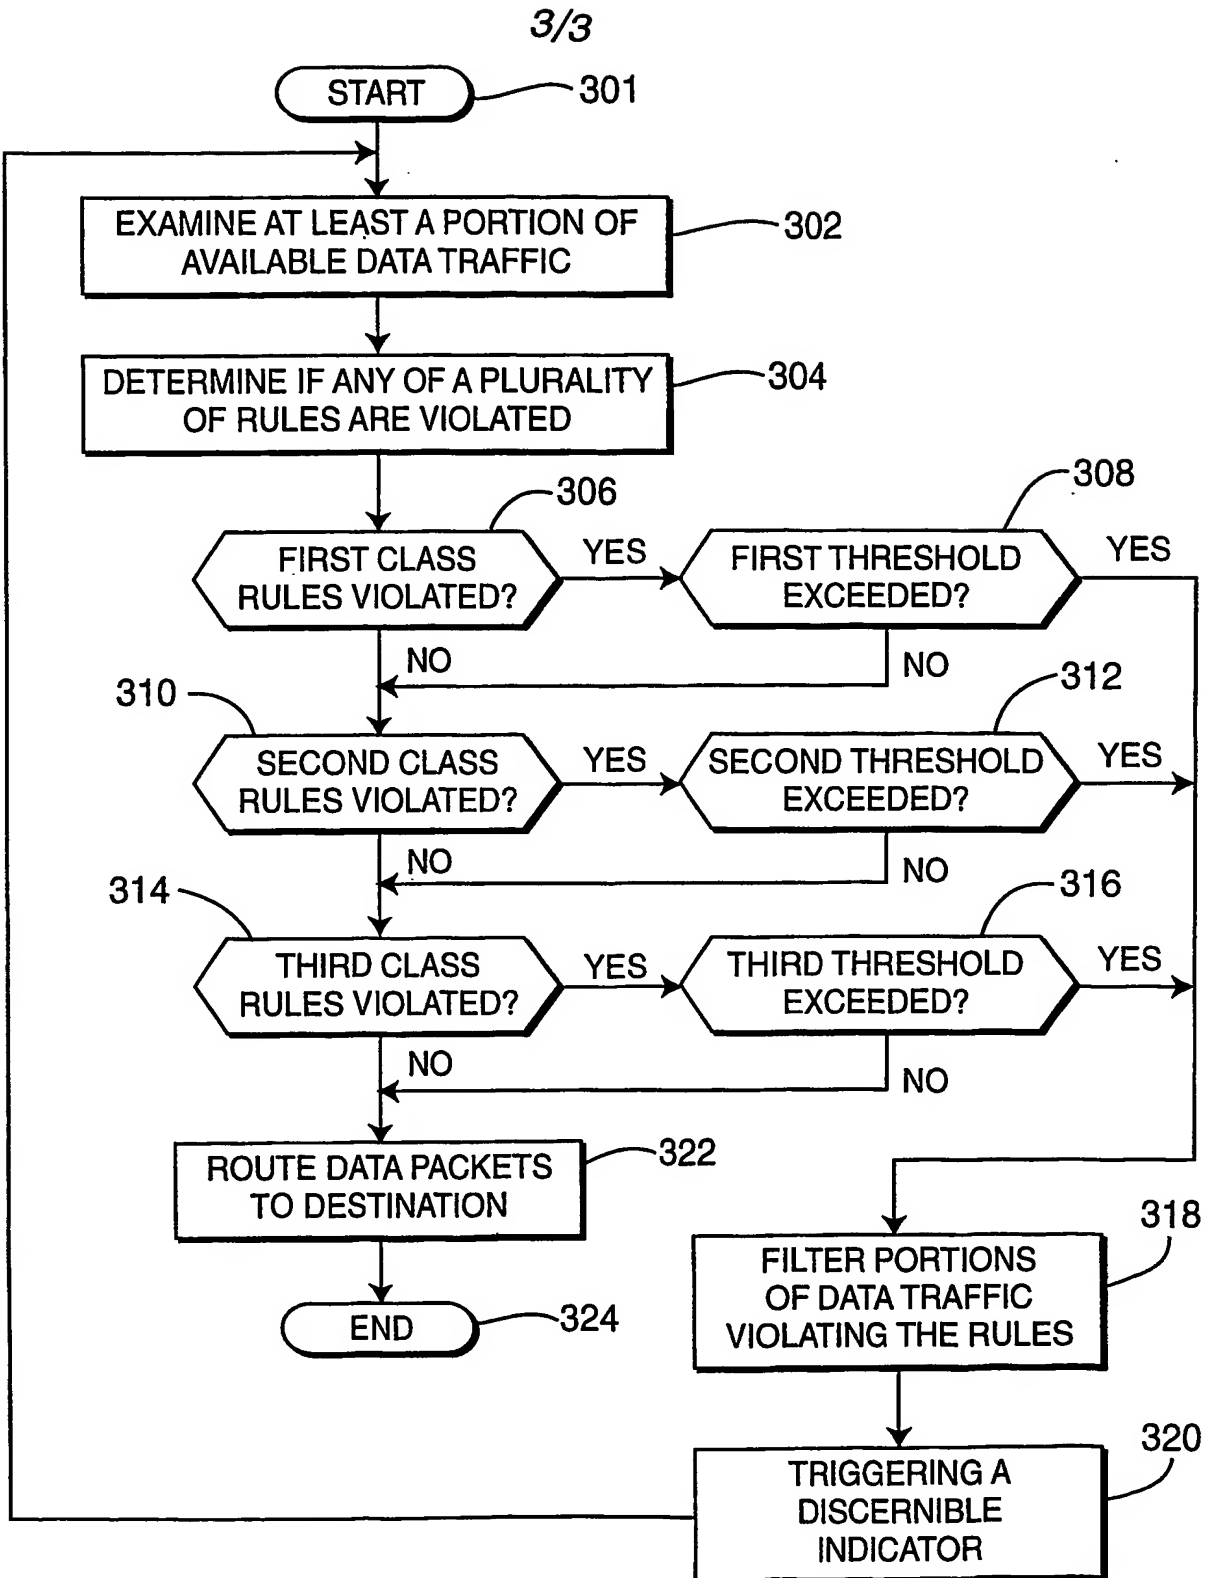 3/3
START
301
EXAMINE AT LEAST A PORTION OF
AVAILABLE DATA TRAFFIC
302
DETERMINE IF ANY OF A PLURALITY
OF RULES ARE VIOLATED
304
306
308
FIRST CLASS
RULES VIOLATED?
YES
FIRST THRESHOLD
EXCEEDED?
YES
NO
NO
310
312
SECOND CLASS
RULES VIOLATED?
YES
SECOND THRESHOLD
EXCEEDED?
YES
NO
NO
314
316
THIRD CLASS
RULES VIOLATED?
YES
THIRD THRESHOLD
EXCEEDED?
YES
NO
NO
ROUTE DATA PACKETS
TO DESTINATION
322
318
FILTER PORTIONS
OF DATA TRAFFIC
VIOLATING THE RULES
END
324
320
TRIGGERING A
DISCERNIBLE
INDICATOR